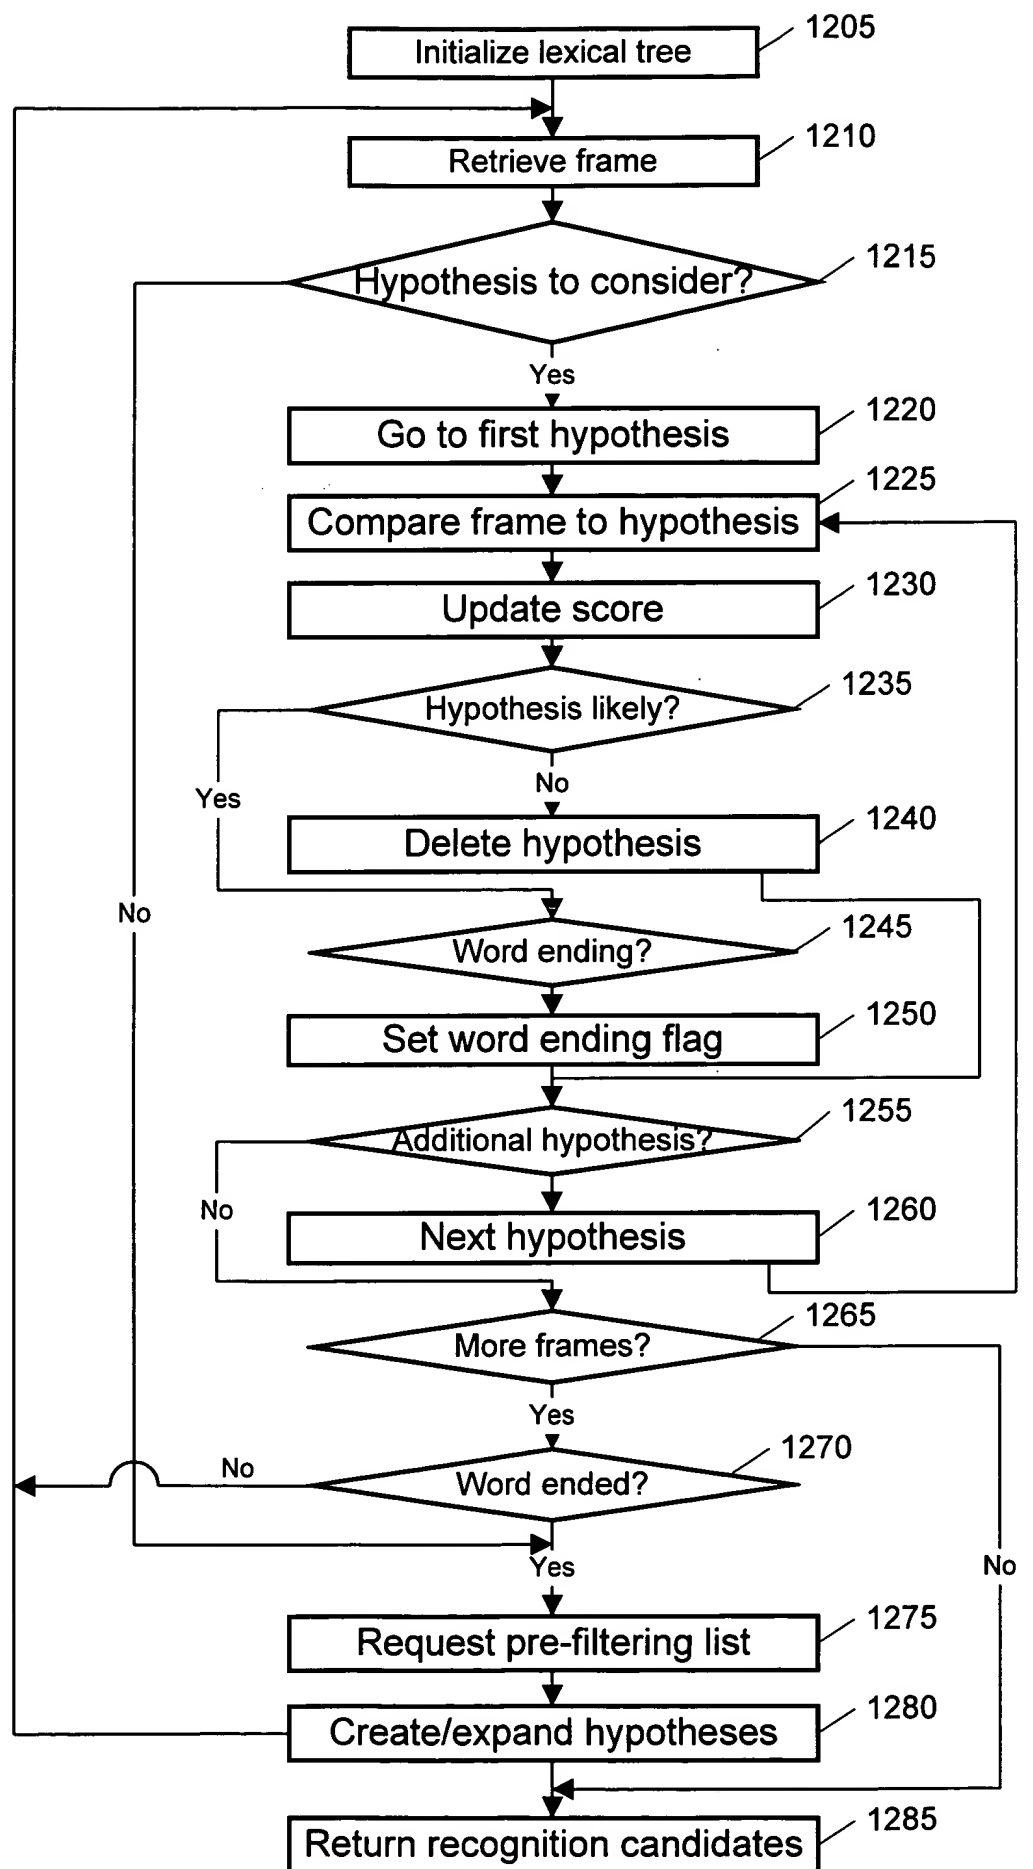 1205
Initialize lexical tree
1210
Retrieve frame
1215
Hypothesis to consider?
Yes
1220
Go to first hypothesis
1225
Compare frame to hypothesis
1230
Update score
1235
Hypothesis likely?
No
Yes
1240
Delete hypothesis
No
1245
Word ending?
1250
Set word ending flag
1255
Additional hypothesis?
No
1260
Next hypothesis
1265
More frames?
Yes
1270
No
Word ended?
Yes
No
1275
Request pre-filtering list
1280
Create/expand hypotheses
1285
Return recognition candidates